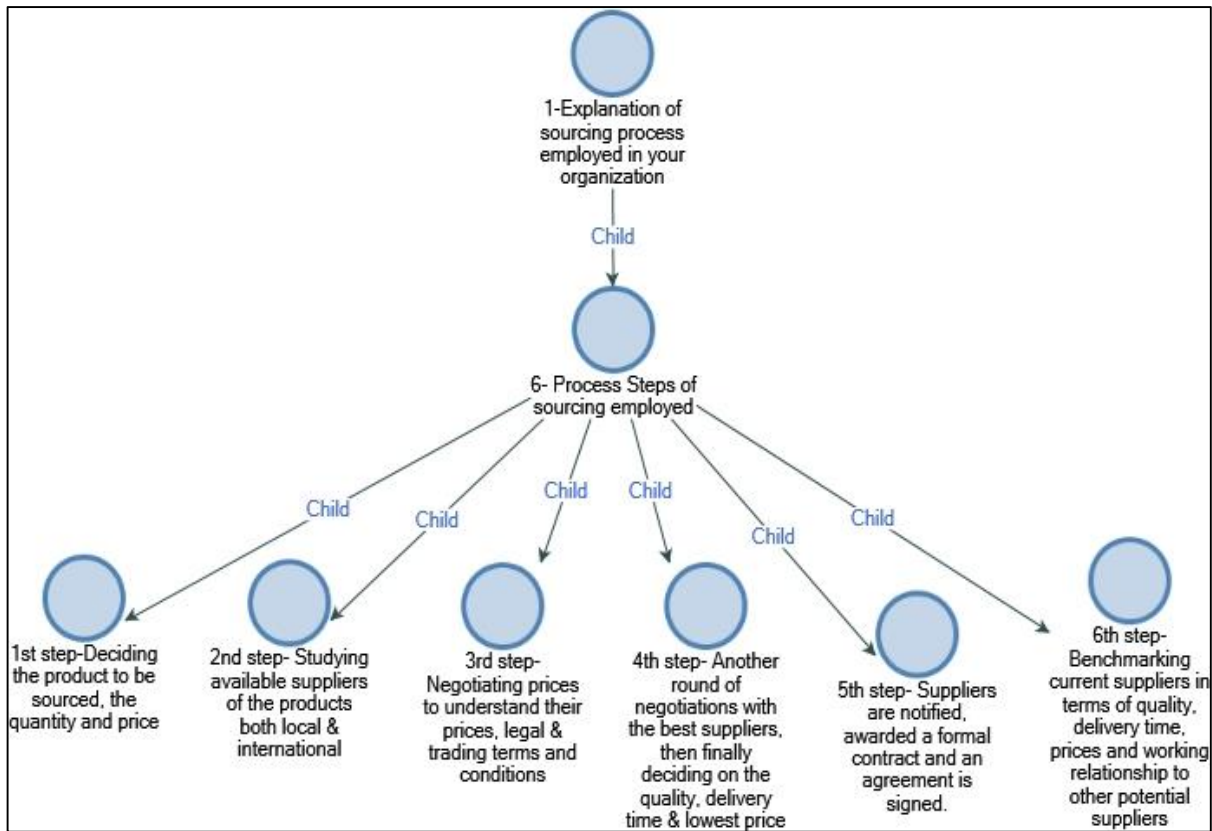 1-Explanation of
sourcing process
employed in your
organization
Child
6- Process Steps of
sourcing employed
Child
Child
Child
Child
Child
Child
1st step-Deciding
the product to be
sourced, the
quantity and price
2nd step- Studying
available suppliers
of the products
both local &
international
3rd step-
Negotiating prices
to understand their
prices, legal &
trading terms and
conditions
4th step- Another
round of
negotiations with
the best suppliers,
then finally
deciding on the
quality, delivery
time & lowest price
5th step- Suppliers
are notified,
awarded a formal
contract and an
agreement is
signed.
6th step-
Benchmarking
current suppliers in
terms of quality,
delivery time,
prices and working
relationship to
other potential
suppliers